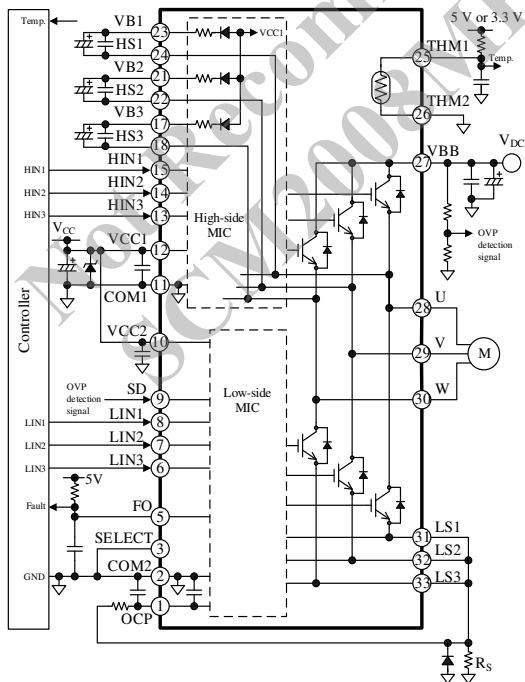 Temp.
VB1
23
HS1
24
VB2
21
HS2
22
VB3
17
HS3
18
HIN1
HIN1
15
HIN2
HIN2
14
HIN3
HIN3
13
VCC
VCC1
12
COM1
11
VCC2
10
VCC1
High-side
MIC
Controller
OVP
detection
signal
SD
9
LIN1
LIN1
8
LIN2
LIN2
7
LIN3
LIN3
6
5V
Fault
FO
5
SELECT
3
GND
COM2
2
1
OCP
Low-side
MIC
5 V or 3.3 V
THM1
25
Temp.
THM2
26
VBB
27
VDC
OVP
detection
signal
U
28
V
29
M
W
30
31
LS1
32
LS2
33
LS3
RS
Not Recom
SCM2008M